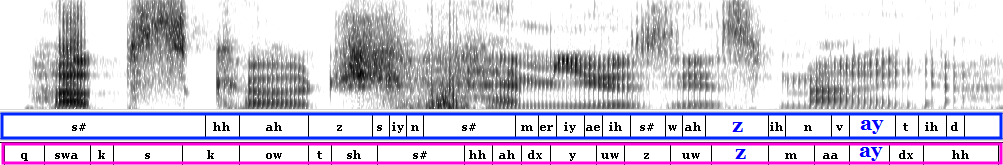 s# hh ah z s iy n s# m er iy ae ih s# w ah z ih n v ay t ih d
q swa k s k ow t sh s# hh ah dx y uw z uw z m aa ay dx hh